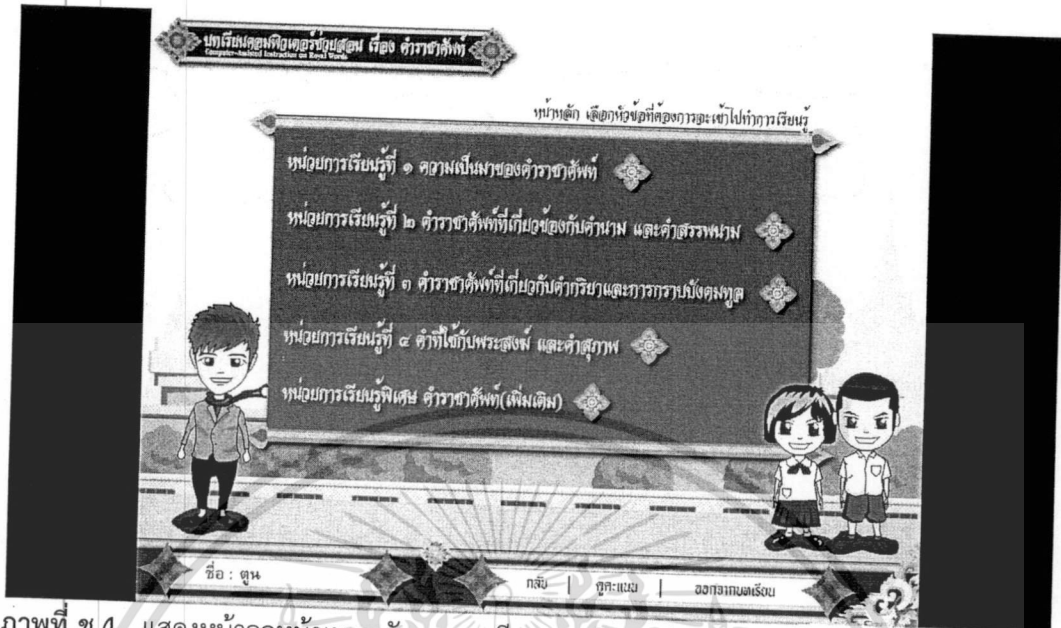 บทเรียนคอมพิวเตอร์ช่วยสอน เรื่อง คำราชาศัพท์
Computer-Assisted Instruction on Royal Words
หน้าหลัก เลือกหัวข้อที่ต้องการจะเข้าไปทำการเรียนรู้
หน่วยการเรียนรู้ที่ ๑ ความเป็นมาของคำราชาศัพท์
หน่วยการเรียนรู้ที่ ๒ คำราชาศัพท์ที่เกี่ยวข้องกับคำนาม และคำสรรพนาม
หน่วยการเรียนรู้ที่ ๓ คำราชาศัพท์ที่เกี่ยวกับคำกริยาและการกราบบังคมทูล
หน่วยการเรียนรู้ที่ ๔ คำที่ใช้กับพระสงฆ์ และคำสุภาพ
หน่วยการเรียนรู้พิเศษ คำราชาศัพท์(เพิ่มเติม)
ชื่อ : ตูน
กลับ | ดูคะแนน | ออกจากบทเรียน
ภาพที่ ช.4 แสดงหน้าจอ